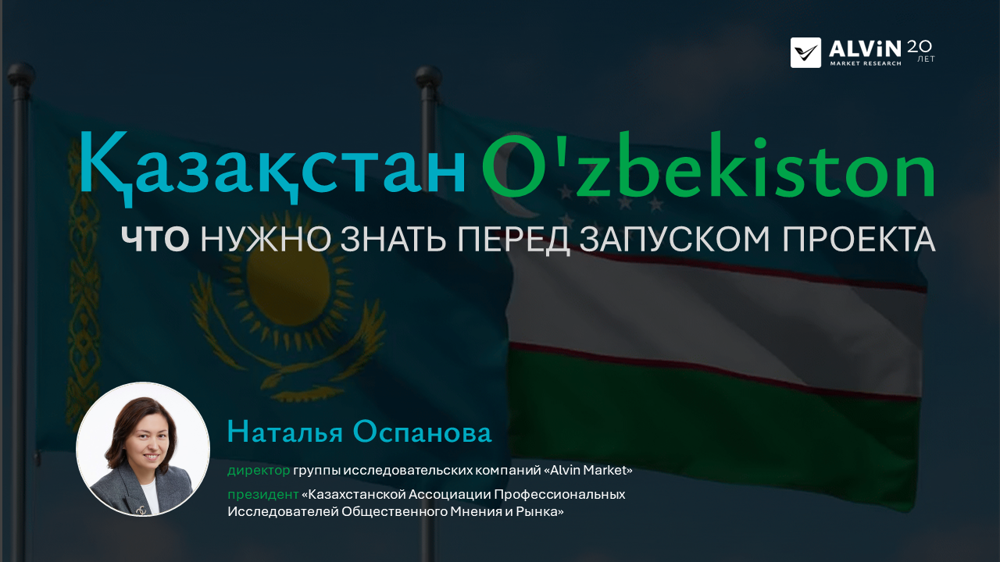 ALViN 20
MARKET RESEARCH ЛЕТ
Қазақстан O'zbekiston
ЧТО НУЖНО ЗНАТЬ ПЕРЕД ЗАПУСКОМ ПРОЕКТА
Наталья Оспанова
директор группы исследовательских компаний «Alvin Market»
президент «Казахстанской Ассоциации Профессиональных
Исследователей Общественного Мнения и Рынка»